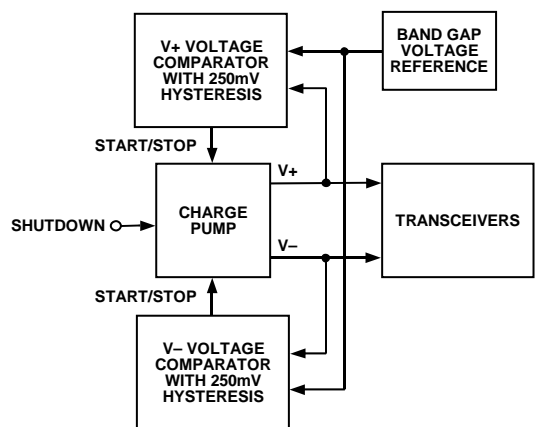 V+ VOLTAGE
COMPARATOR
WITH 250mV
HYSTERESIS
BAND GAP
VOLTAGE
REFERENCE
START/STOP
V+
SHUTDOWN
CHARGE
PUMP
TRANSCEIVERS
V–
START/STOP
V– VOLTAGE
COMPARATOR
WITH 250mV
HYSTERESIS